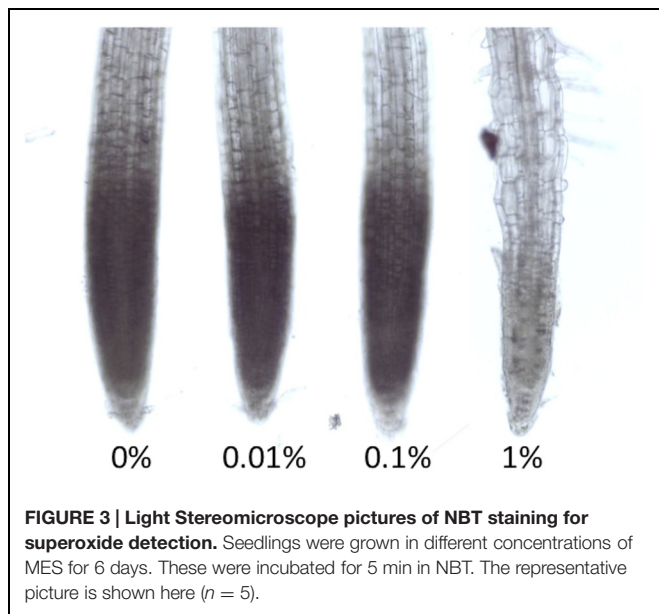 0% 0.01% 0.1% 1%
FIGURE 3 | Light Stereomicroscope pictures of NBT staining for
superoxide detection. Seedlings were grown in different concentrations of
MES for 6 days. These were incubated for 5 min in NBT. The representative
picture is shown here (n = 5).